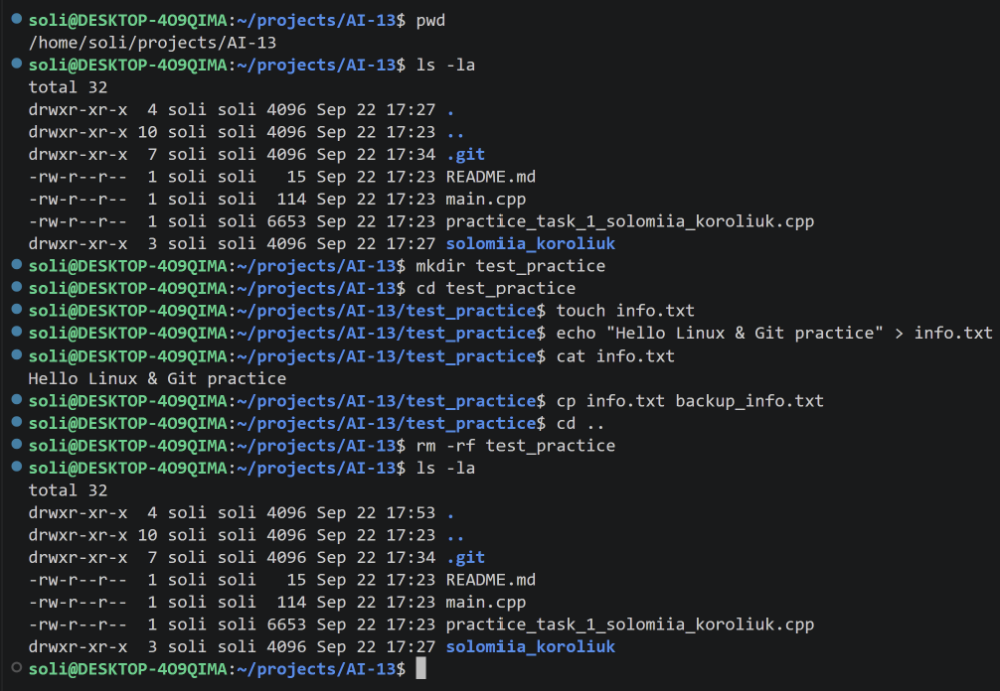 soli@DESKTOP-4O9QIMA:~/projects/AI-13$ pwd
/home/soli/projects/AI-13
soli@DESKTOP-4O9QIMA:~/projects/AI-13$ ls -la
total 32
drwxr-xr-x  4 soli soli 4096 Sep 22 17:27 .
drwxr-xr-x 10 soli soli 4096 Sep 22 17:23 ..
drwxr-xr-x  7 soli soli 4096 Sep 22 17:34 .git
-rw-r--r--  1 soli soli   15 Sep 22 17:23 README.md
-rw-r--r--  1 soli soli  114 Sep 22 17:23 main.cpp
-rw-r--r--  1 soli soli 6653 Sep 22 17:23 practice_task_1_solomiia_koroliuk.cpp
drwxr-xr-x  3 soli soli 4096 Sep 22 17:27 solomiia_koroliuk
soli@DESKTOP-4O9QIMA:~/projects/AI-13$ mkdir test_practice
soli@DESKTOP-4O9QIMA:~/projects/AI-13$ cd test_practice
soli@DESKTOP-4O9QIMA:~/projects/AI-13/test_practice$ touch info.txt
soli@DESKTOP-4O9QIMA:~/projects/AI-13/test_practice$ echo "Hello Linux & Git practice" > info.txt
soli@DESKTOP-4O9QIMA:~/projects/AI-13/test_practice$ cat info.txt
Hello Linux & Git practice
soli@DESKTOP-4O9QIMA:~/projects/AI-13/test_practice$ cp info.txt backup_info.txt
soli@DESKTOP-4O9QIMA:~/projects/AI-13/test_practice$ cd ..
soli@DESKTOP-4O9QIMA:~/projects/AI-13$ rm -rf test_practice
soli@DESKTOP-4O9QIMA:~/projects/AI-13$ ls -la
total 32
drwxr-xr-x  4 soli soli 4096 Sep 22 17:53 .
drwxr-xr-x 10 soli soli 4096 Sep 22 17:23 ..
drwxr-xr-x  7 soli soli 4096 Sep 22 17:34 .git
-rw-r--r--  1 soli soli   15 Sep 22 17:23 README.md
-rw-r--r--  1 soli soli  114 Sep 22 17:23 main.cpp
-rw-r--r--  1 soli soli 6653 Sep 22 17:23 practice_task_1_solomiia_koroliuk.cpp
drwxr-xr-x  3 soli soli 4096 Sep 22 17:27 solomiia_koroliuk
soli@DESKTOP-4O9QIMA:~/projects/AI-13$